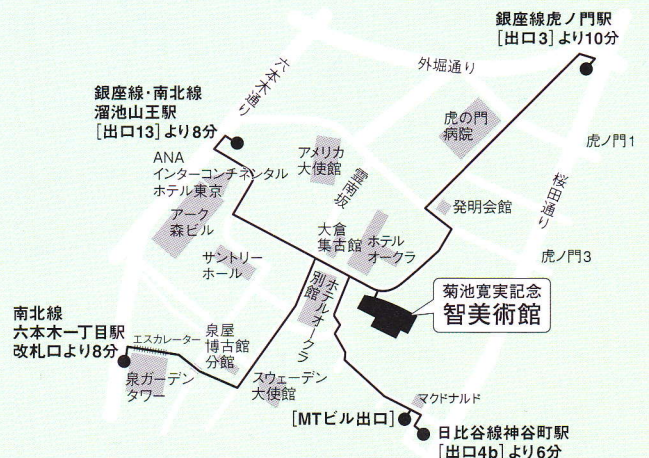 銀座線虎ノ門駅
[出口3]より10分
外堀通り
六本木通り
銀座線・南北線
溜池山王駅
[出口13]より8分
虎の門
病院
虎ノ門1
アメリカ
大使館
ANA
インターコンチネンタル
ホテル東京
霊南坂
桜田通り
発明会館
アーク
森ビル
大倉
集古館
ホテル
オークラ
虎ノ門3
サントリー
ホール
ホテルオークラ
別館
菊池寛実記念
智美術館
南北線
六本木一丁目駅
改札口より8分
エスカレーター
泉屋
博古館
分館
泉ガーデン
タワー
スウェーデン
大使館
マクドナルド
[MTビル出口]
日比谷線神谷町駅
[出口4b]より6分